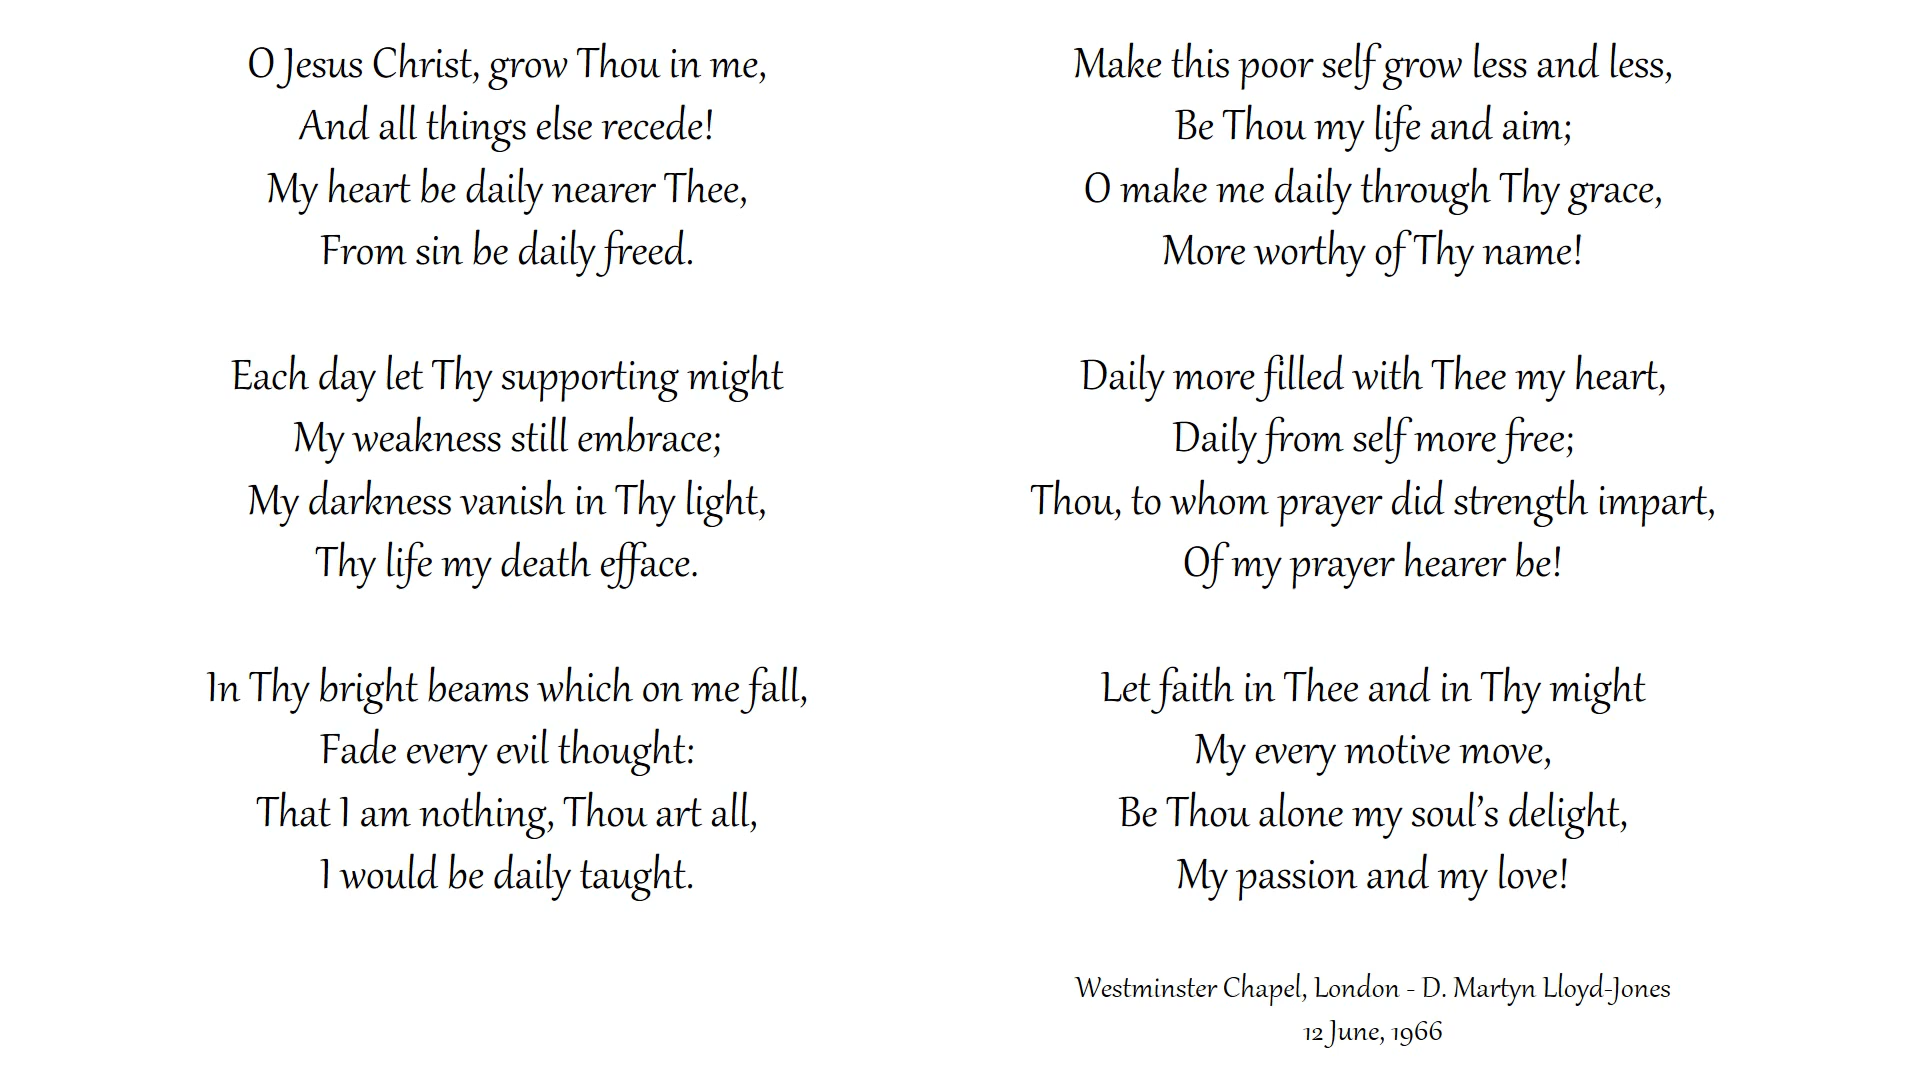 O Jesus Christ, grow Thou in me,
And all things else recede!
My heart be daily nearer Thee,
From sin be daily freed.
Each day let Thy supporting might
My weakness still embrace;
My darkness vanish in Thy light,
Thy life my death efface.
In Thy bright beams which on me fall,
Fade every evil thought:
That I am nothing, Thou art all,
I would be daily taught.
Make this poor self grow less and less,
Be Thou my life and aim;
O make me daily through Thy grace,
More worthy of Thy name!
Daily more filled with Thee my heart,
Daily from self more free;
Thou, to whom prayer did strength impart,
Of my prayer hearer be!
Let faith in Thee and in Thy might
My every motive move,
Be Thou alone my soul’s delight,
My passion and my love!
Westminster Chapel, London - D. Martyn Lloyd-Jones
12 June, 1966